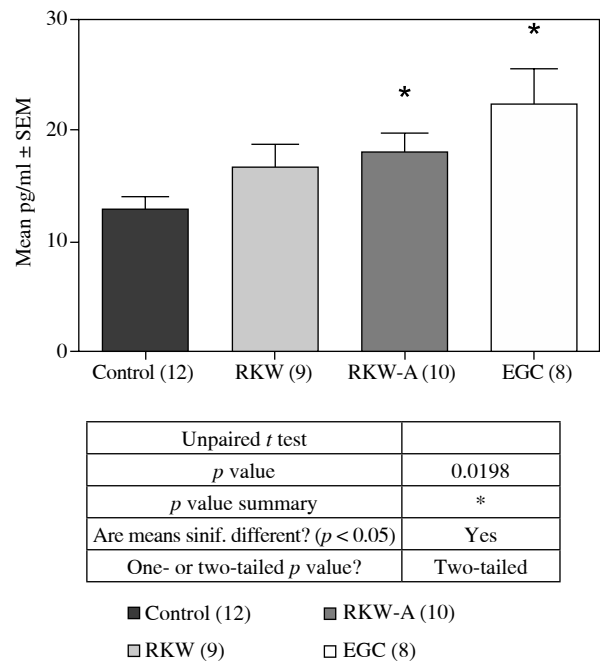 30
20
10
0
Mean pg/ml ± SEM
*
*
Control (12) RKW (9) RKW-A (10) EGC (8)
Unpaired t test
p value 0.0198
p value summary *
Are means sinif. different? (p < 0.05) Yes
One- or two-tailed p value? Two-tailed
Control (12) RKW-A (10)
RKW (9) EGC (8)